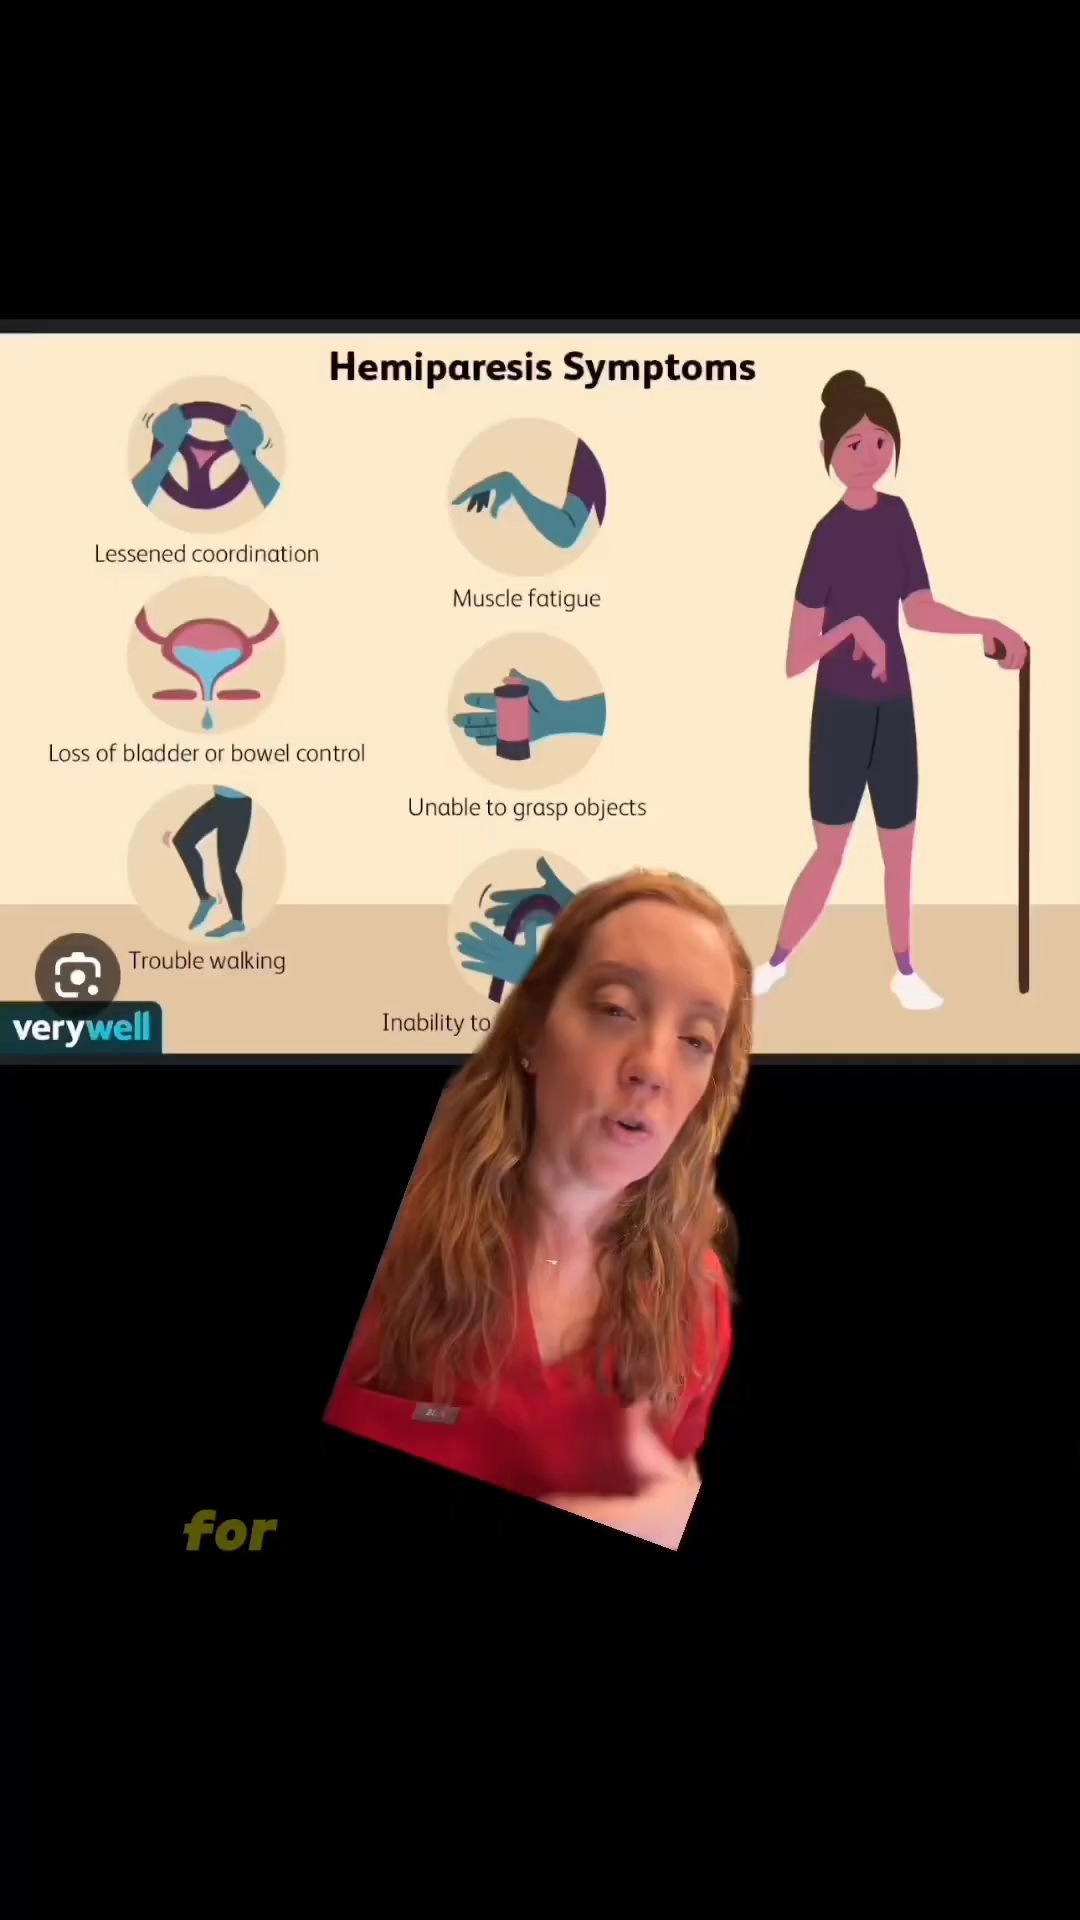 Hemiparesis Symptoms
Lessened coordination
Muscle fatigue
Loss of bladder or bowel control
Unable to grasp objects
Trouble walking
Inability to
verywell
for